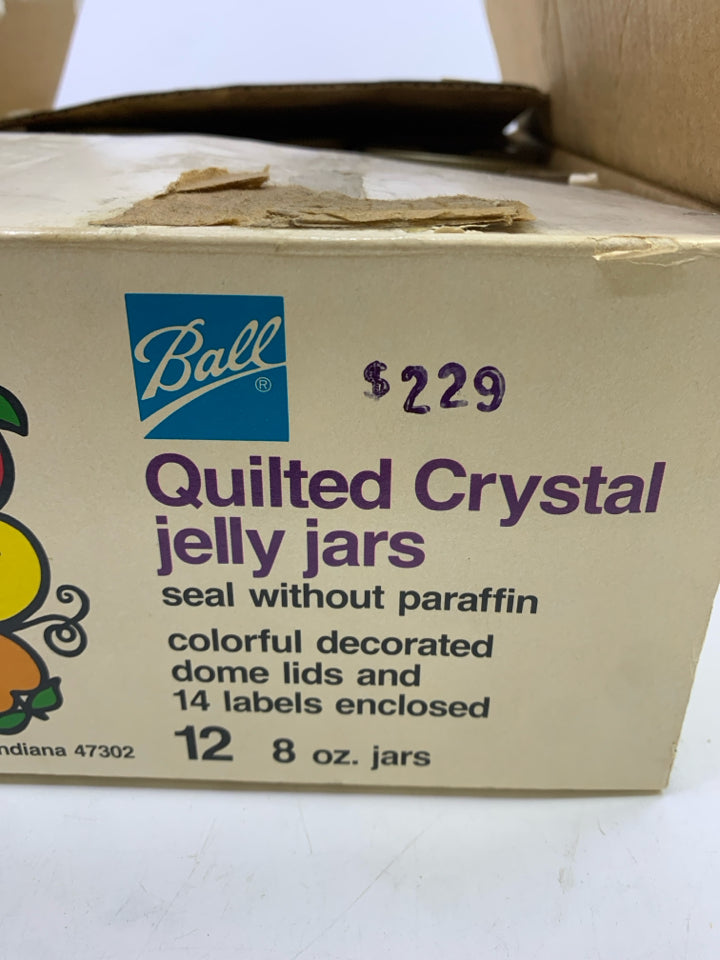 Ball
®
$229
Quilted Crystal
jelly jars
seal without paraffin
colorful decorated
dome lids and
14 labels enclosed
ndiana 47302
12 8 oz. jars